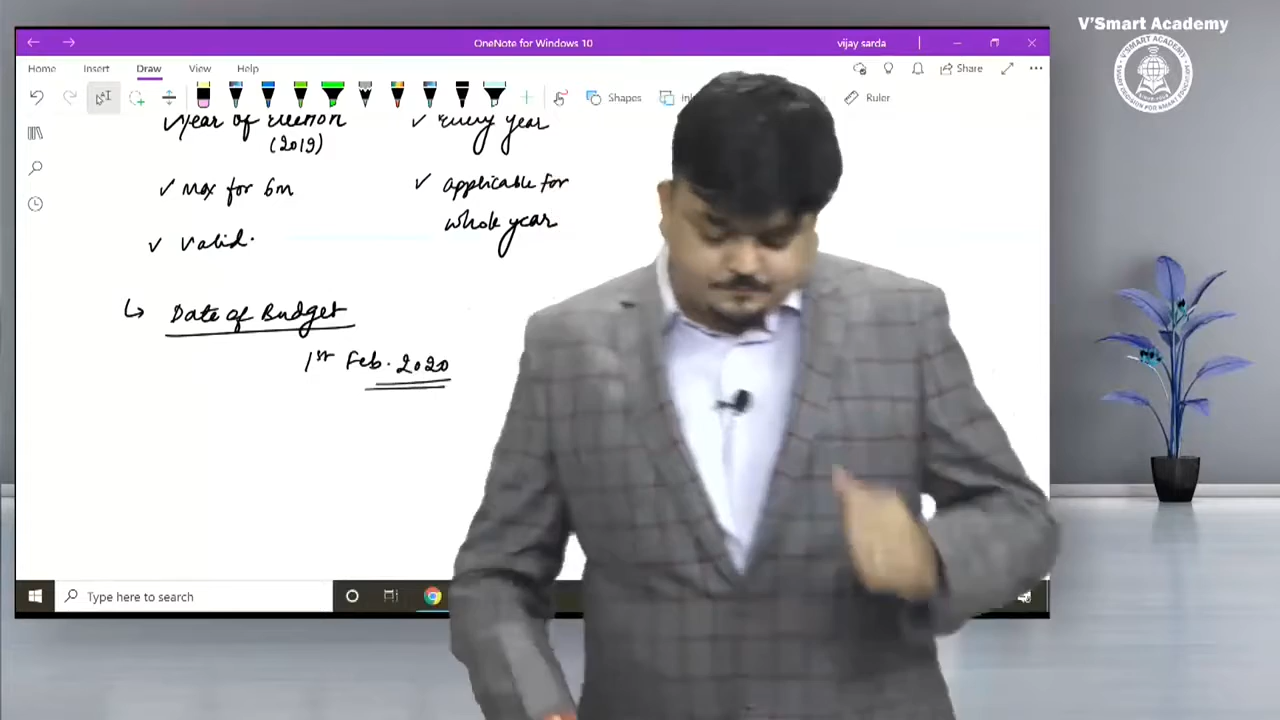 V'Smart Academy
OneNote for Windows 10
vijay sarda
Home Insert Draw View Help
Share
Shapes
Ruler
Year of Election
(2019)
✓ Every year
✓ Max for 6m
✓ applicable for
whole year
✓ Valid.
↳ Date of Budget
1st Feb. 2020
Type here to search